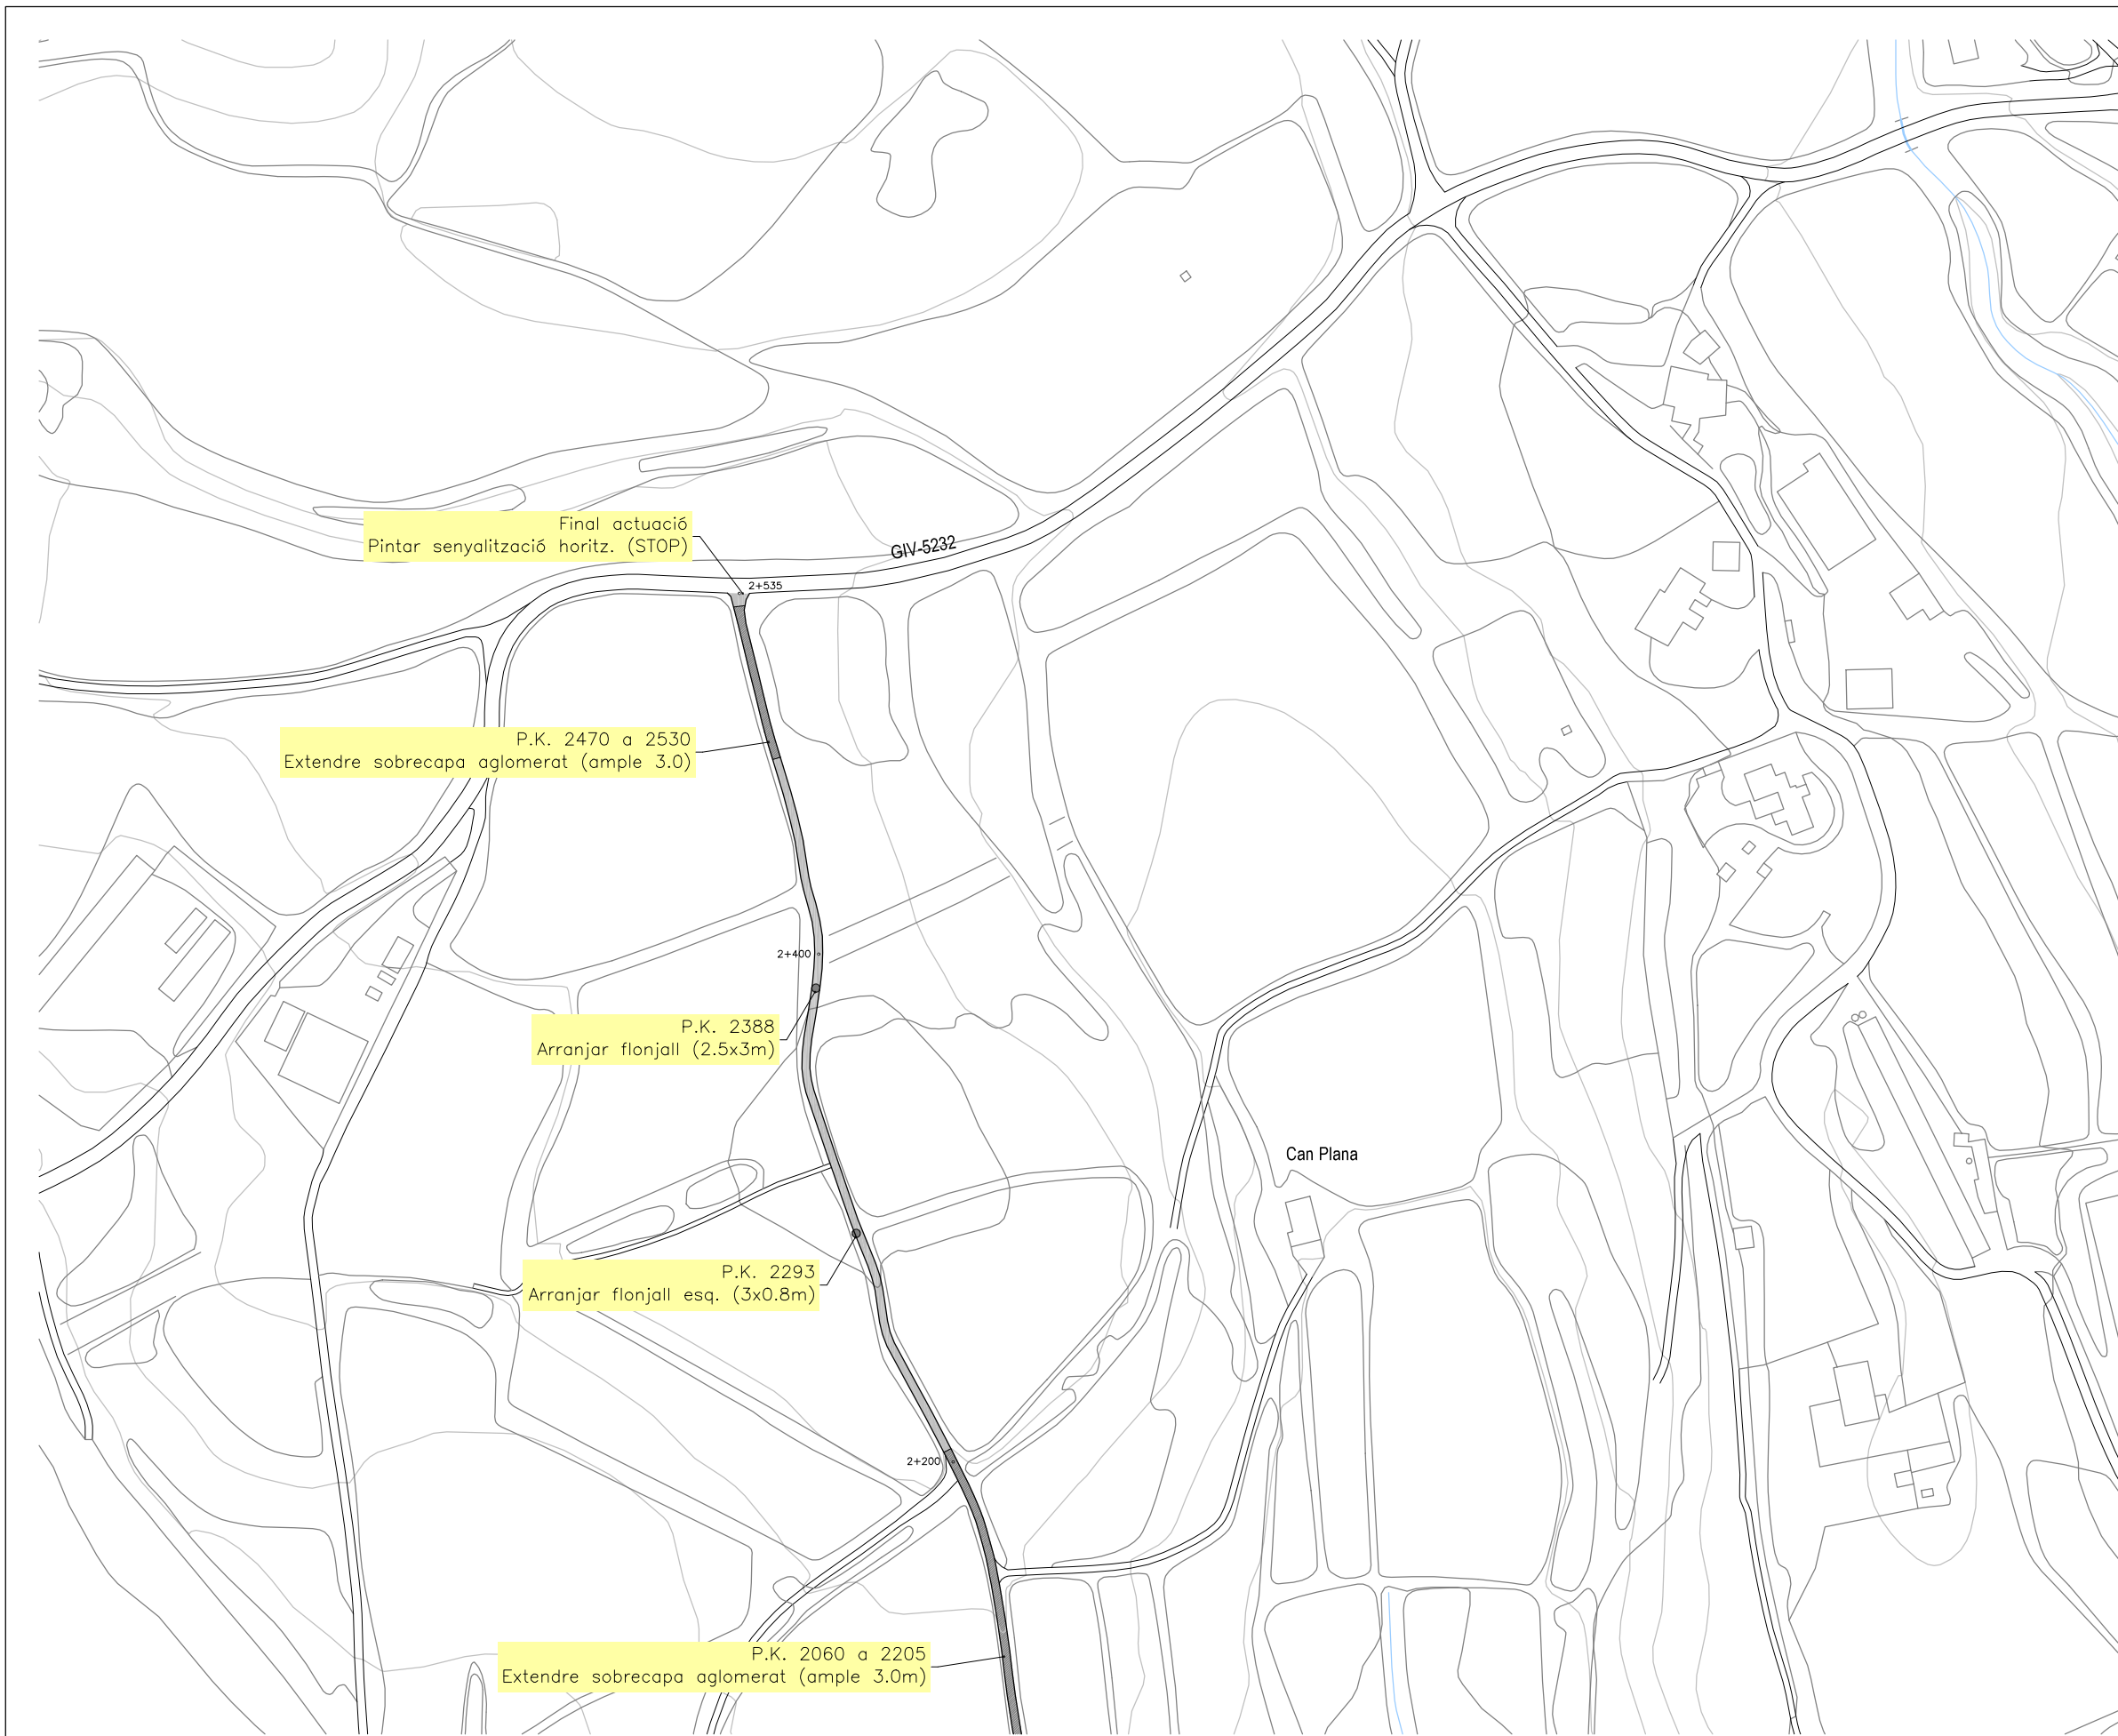 Final actuació
Pintar senyalització horitz. (STOP)
GIV-5232
2+535
P.K. 2470 a 2530
Extendre sobrecapa aglomerat (ample 3.0)
2+400
P.K. 2388
Arranjar flonjall (2.5x3m)
Can Plana
P.K. 2293
Arranjar flonjall esq. (3x0.8m)
2+200
P.K. 2060 a 2205
Extendre sobrecapa aglomerat (ample 3.0m)